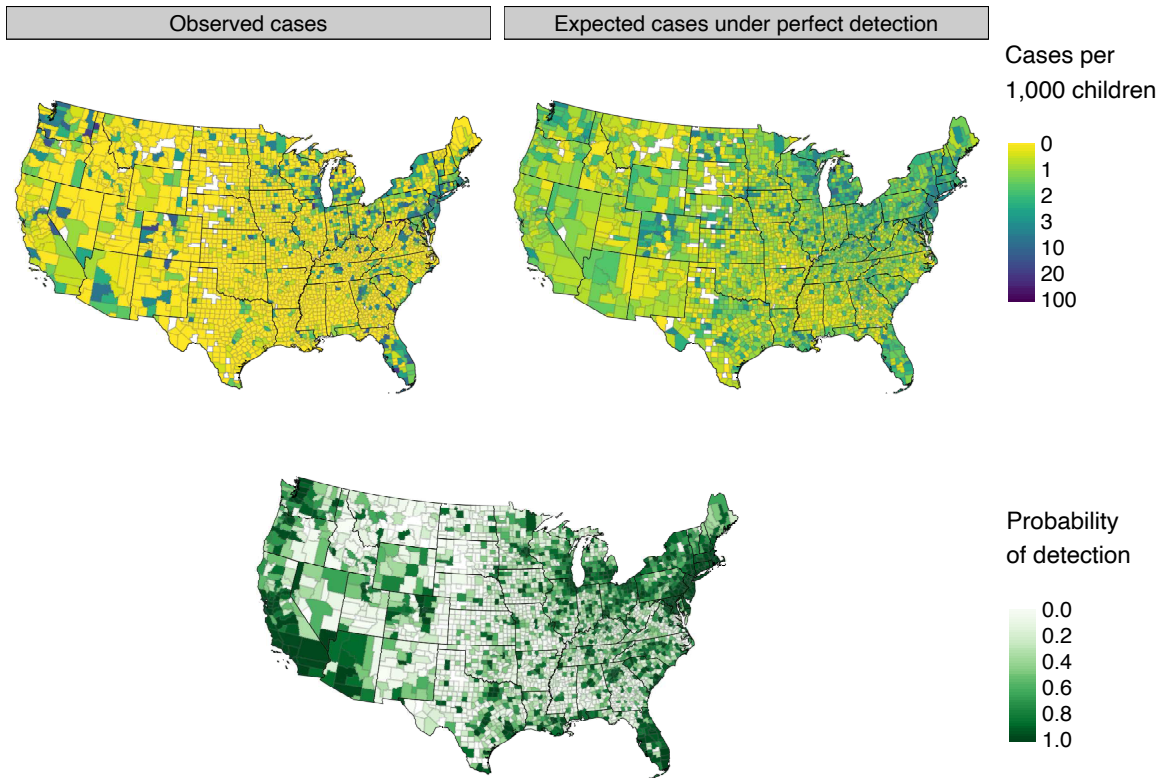 Observed cases
Expected cases under perfect detection
Cases per
1,000 children
0
1
2
3
10
20
100
Probability
of detection
0.0
0.2
0.4
0.6
0.8
1.0